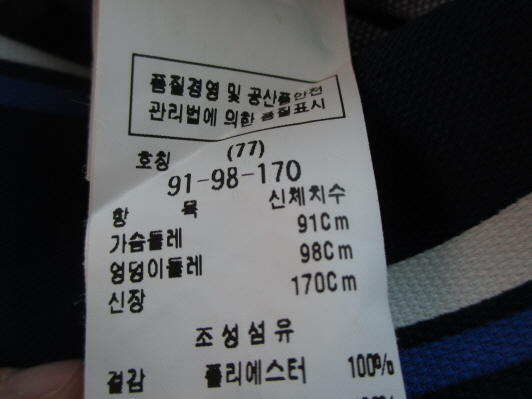 품질경영 및 공산품안전
관리법에 의한 품질표시
호칭 (77)
91-98-170
항 목 신체치수
가슴둘레 91Cm
엉덩이둘레 98Cm
신장 170Cm
조성섬유
겉감 폴리에스터 100%